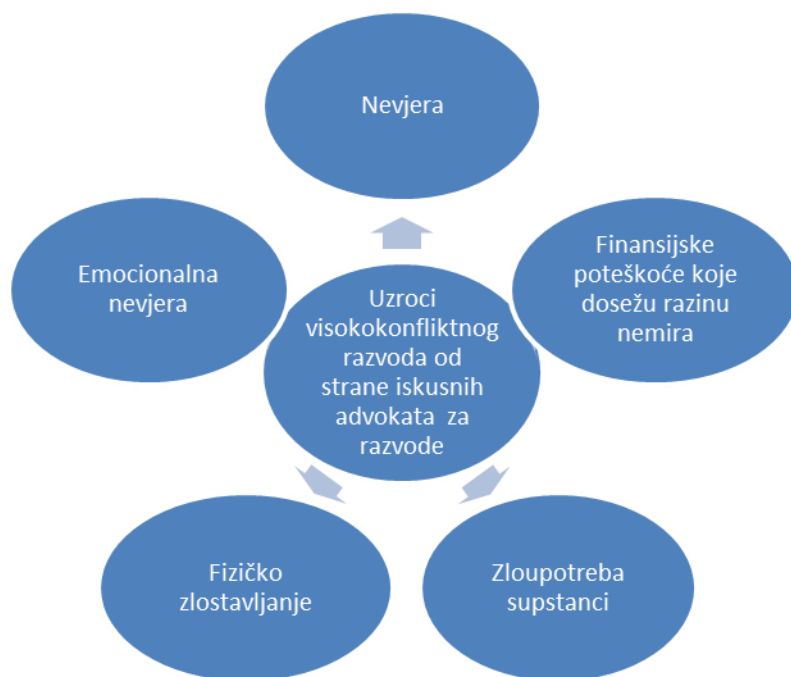 Nevjera
Emocionalna
nevjera
Finansijske
poteškoće koje
dosežu razinu
nemira
Uzroci
visokokonfliktnog
razvoda od
strane iskusnih
advokata za
razvode
Fizičko
zlostavljanje
Zloupotreba
supstanci